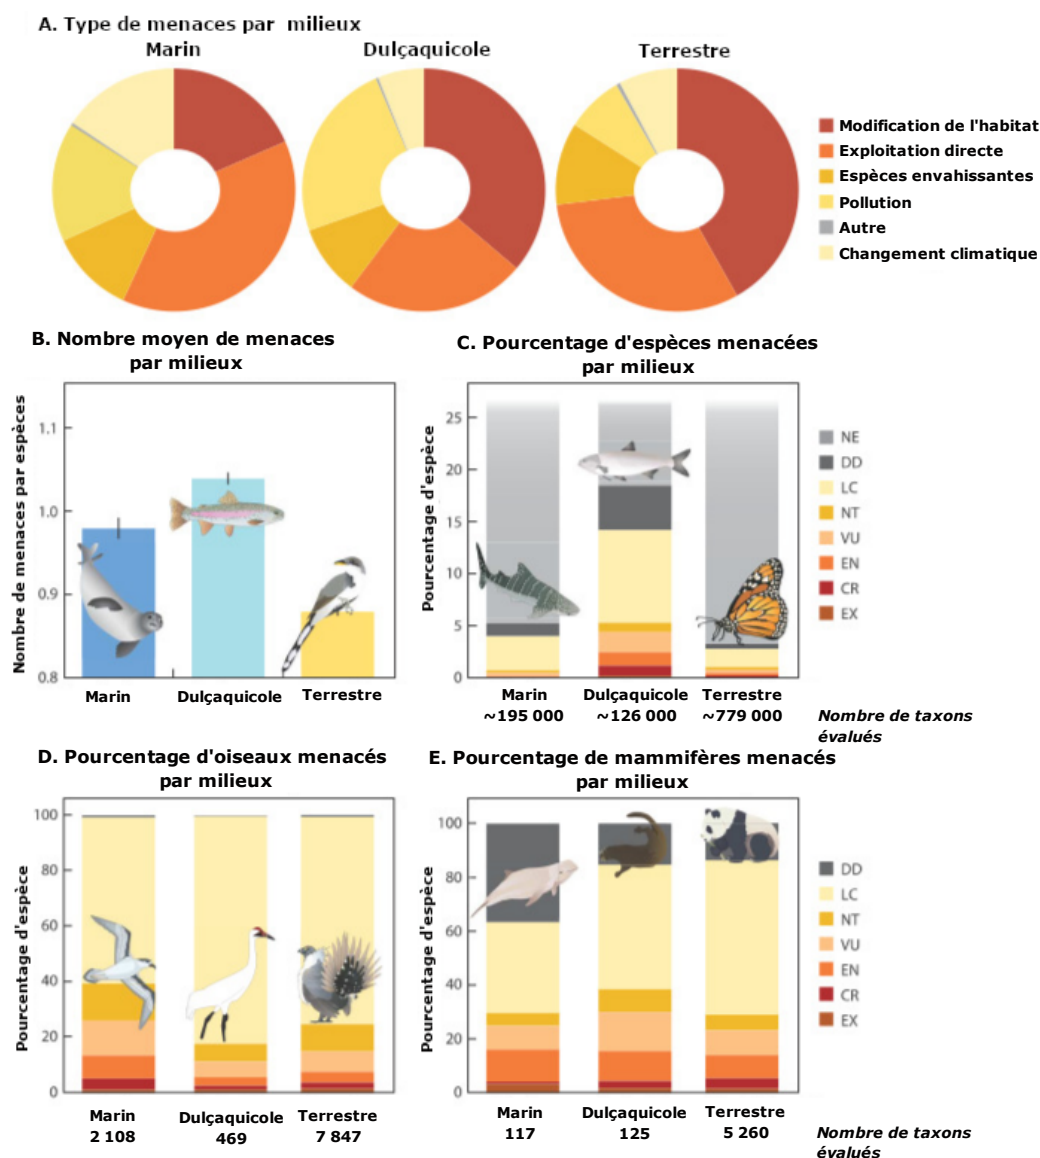 A. Type de menaces par milieux
Marin
Dulçaquicole
Terrestre
Modification de l'habitat
Exploitation directe
Espèces envahissantes
Pollution
Autre
Changement climatique
B. Nombre moyen de menaces
par milieux
Nombre de menaces par espèces
1.1
1.0
0.9
0.8
Marin
Dulçaquicole
Terrestre
C. Pourcentage d'espèces menacées
par milieux
Pourcentage d'espèce
25
20
15
10
5
0
NE
DD
LC
NT
VU
EN
CR
EX
Marin
Dulçaquicole
Terrestre
~195 000
~126 000
~779 000
Nombre de taxons
évalués
D. Pourcentage d'oiseaux menacés
par milieux
Pourcentage d'espèce
100
80
60
40
20
0
Marin
Dulçaquicole
Terrestre
2 108
469
7 847
E. Pourcentage de mammifères menacés
par milieux
Pourcentage d'espèce
100
80
60
40
20
0
DD
LC
NT
VU
EN
CR
EX
Marin
Dulçaquicole
Terrestre
117
125
5 260
Nombre de taxons
évalués